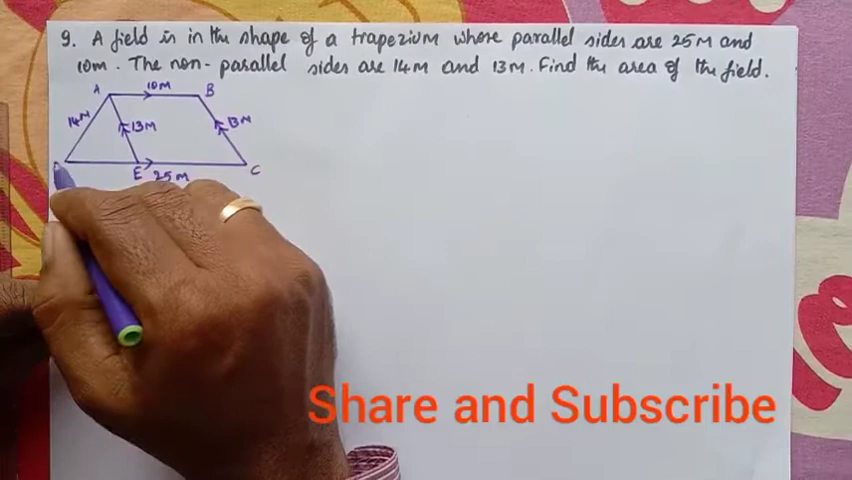 9. A field is in the shape of a trapezium whose parallel sides are 25M and
10m. The non-parallel sides are 14M and 13M. Find the area of the field.
A 10M B
14M 13M 13M
E 25M C
Share and Subscribe